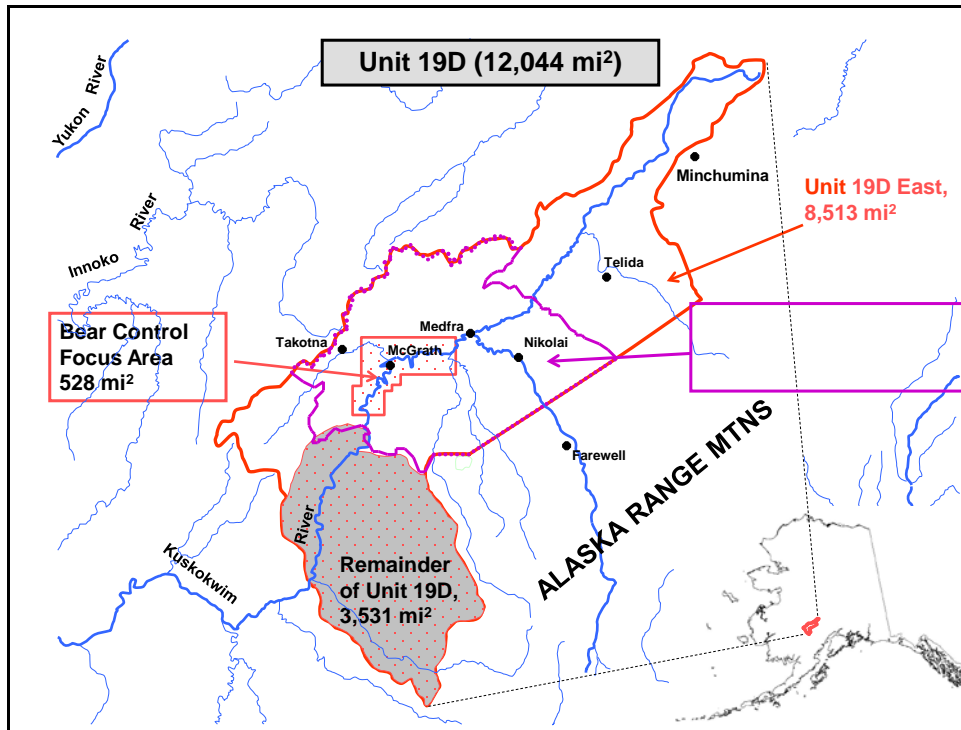 Unit 19D (12,044 mi²)
Yukon River
Minchumina
Unit 19D East,
8,513 mi²
Innoko River
Telida
Bear Control
Focus Area
528 mi²
Takotna
Medfra
McGrath
Nikolai
Farewell
ALASKA RANGE MTNS
Kuskokwim River
Remainder
of Unit 19D,
3,531 mi²